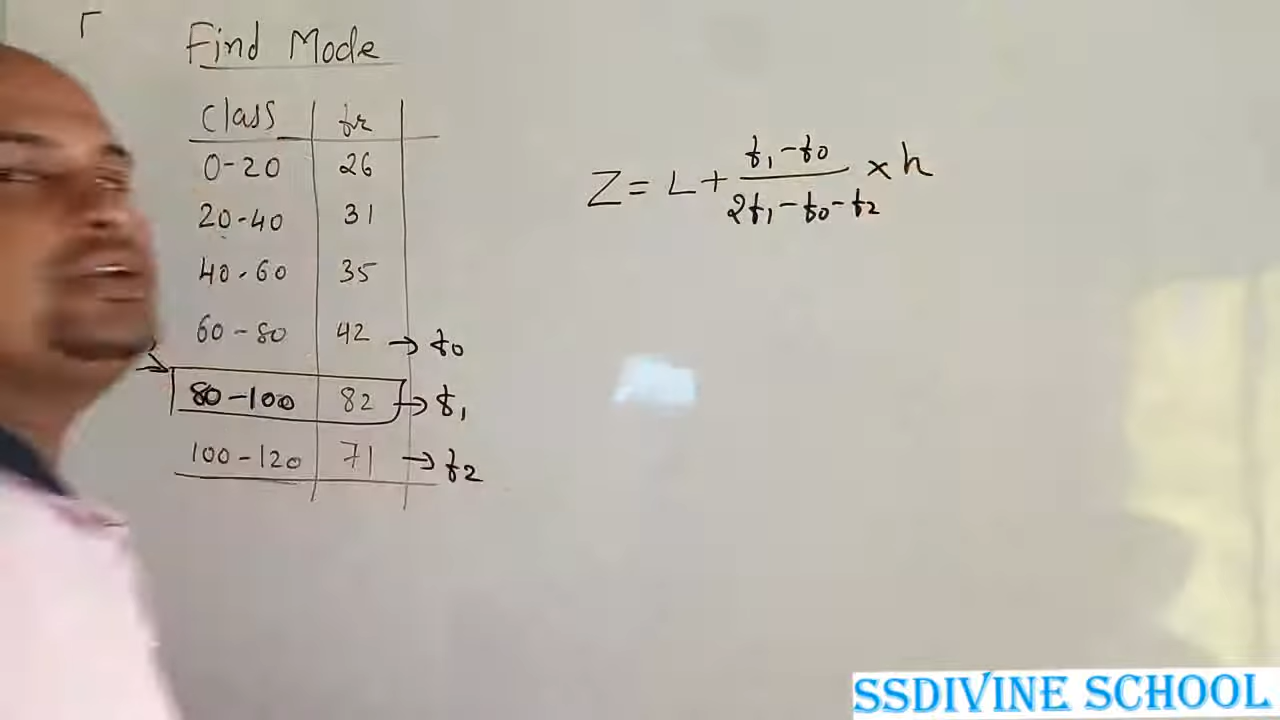 Find Mode
Class fr
0-20 26
20-40 31
40-60 35
60-80 42 → f0
80-100 82 → f1
100-120 71 → f2
Z = L + f1-f0 / 2f1-f0-f2 × h
SSDIVINE SCHOOL